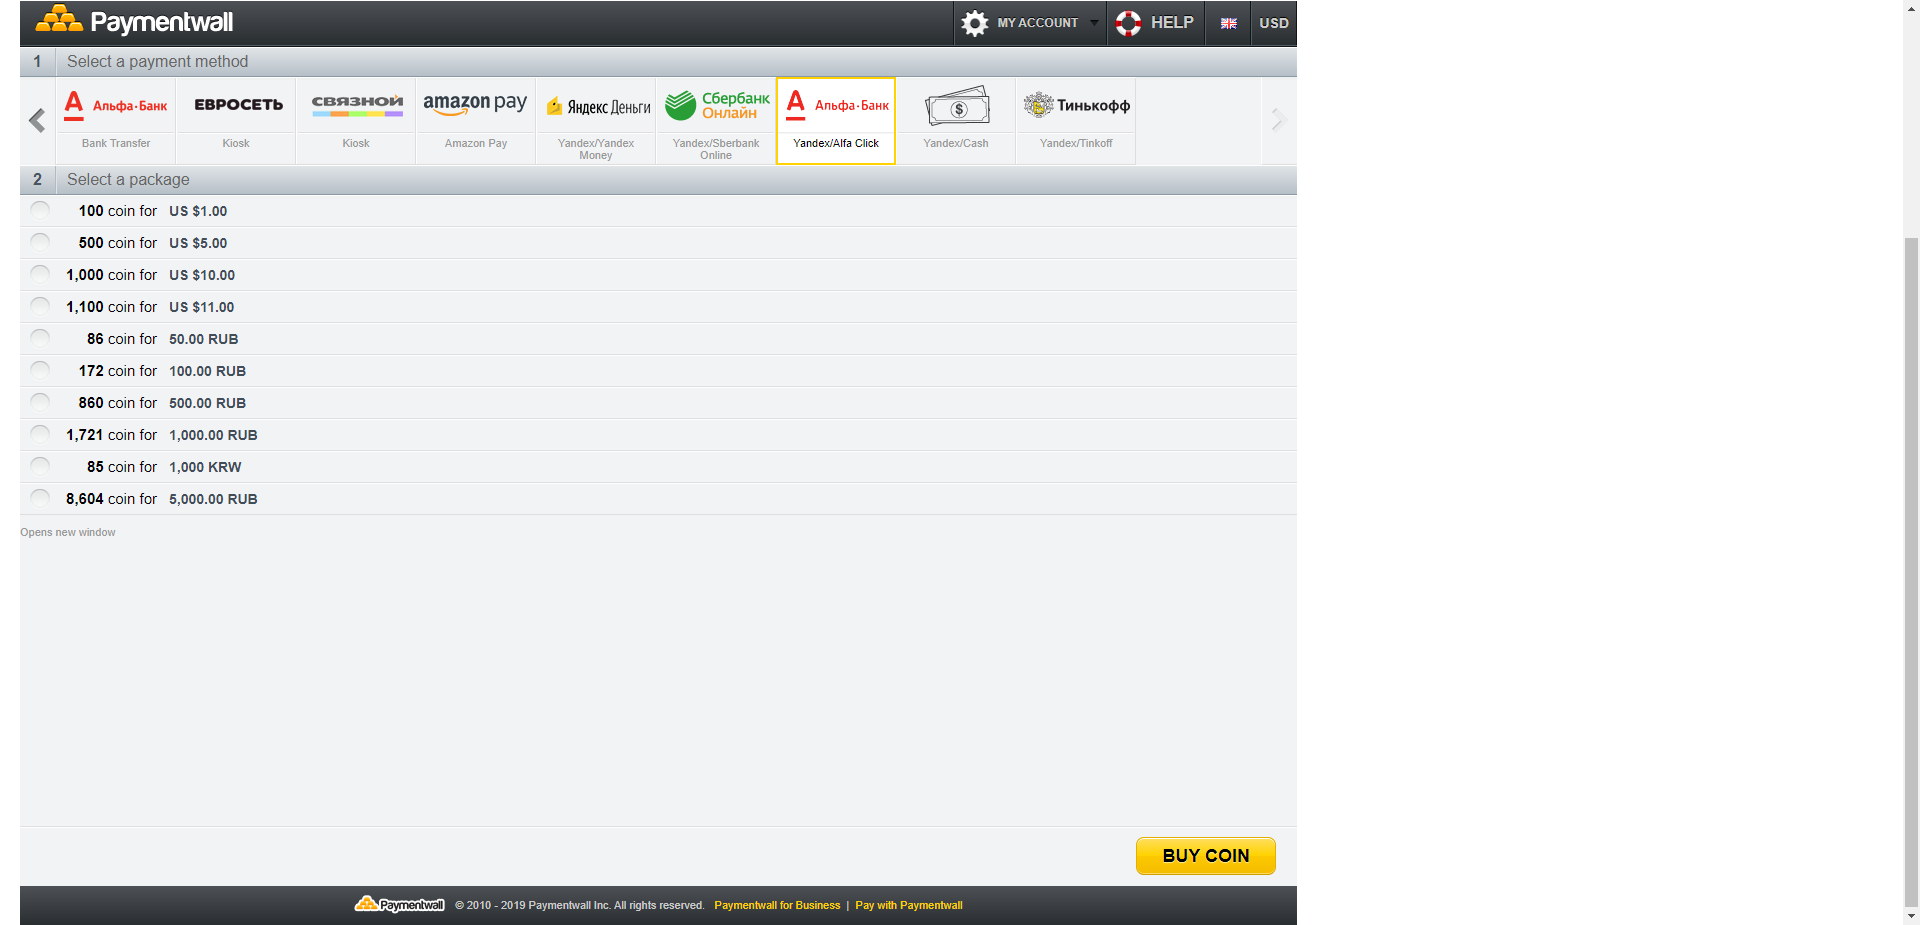 Paymentwall
MY ACCOUNT
HELP
USD
1 Select a payment method
Альфа·Банк
Bank Transfer
ЕВРОСЕТЬ
Kiosk
СВЯЗНОЙ
Kiosk
amazon pay
Amazon Pay
Яндекс Деньги
Yandex/Yandex
Money
Сбербанк
Онлайн
Yandex/Sberbank
Online
Альфа·Банк
Yandex/Alfa Click
$
Yandex/Cash
Тинькофф
Yandex/Tinkoff
2 Select a package
100 coin for US $1.00
500 coin for US $5.00
1,000 coin for US $10.00
1,100 coin for US $11.00
86 coin for 50.00 RUB
172 coin for 100.00 RUB
860 coin for 500.00 RUB
1,721 coin for 1,000.00 RUB
85 coin for 1,000 KRW
8,604 coin for 5,000.00 RUB
Opens new window
BUY COIN
Paymentwall © 2010 - 2019 Paymentwall Inc. All rights reserved. Paymentwall for Business | Pay with Paymentwall